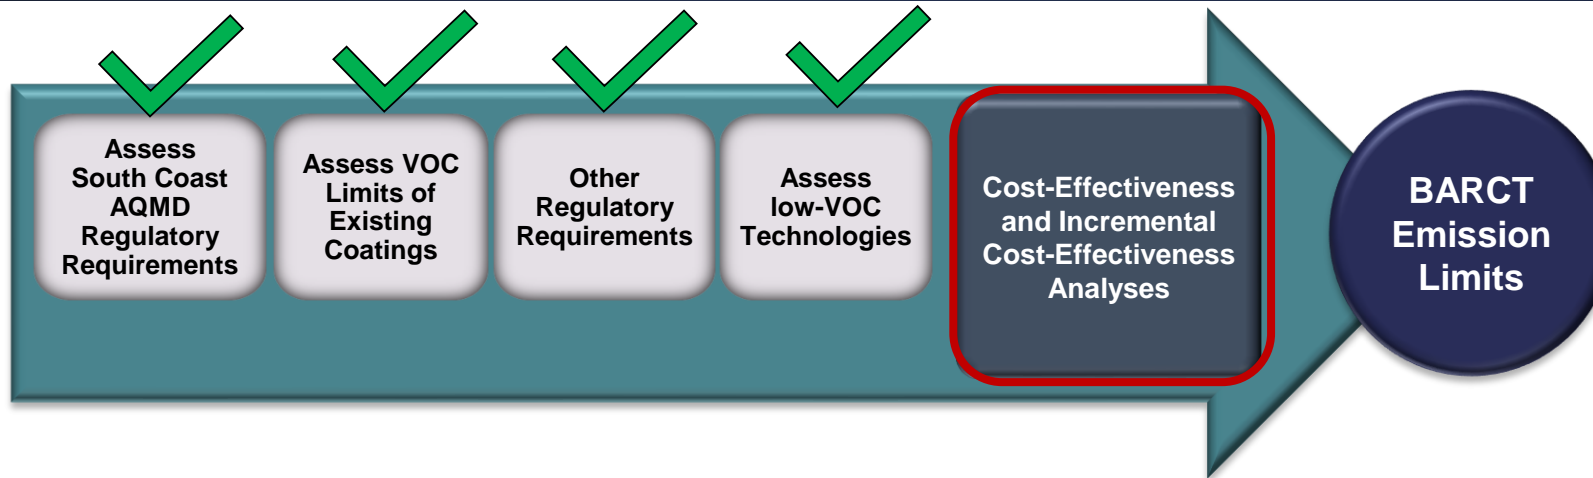 Assess
South Coast
AQMD
Regulatory
Requirements
Assess VOC
Limits of
Existing
Coatings
Other
Regulatory
Requirements
Assess
low-VOC
Technologies
Cost-Effectiveness
and Incremental
Cost-Effectiveness
Analyses
BARCT
Emission
Limits